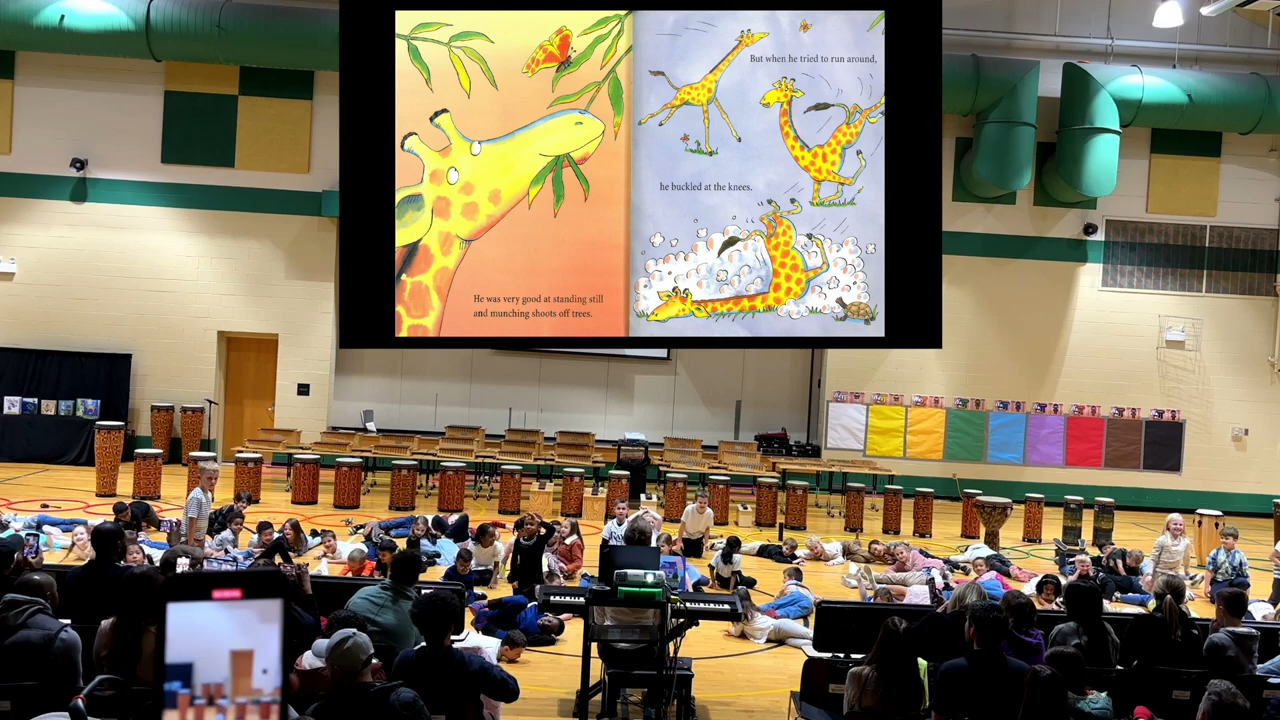 He was very good at standing still
and munching shoots off trees.
But when he tried to run around,
he buckled at the knees.